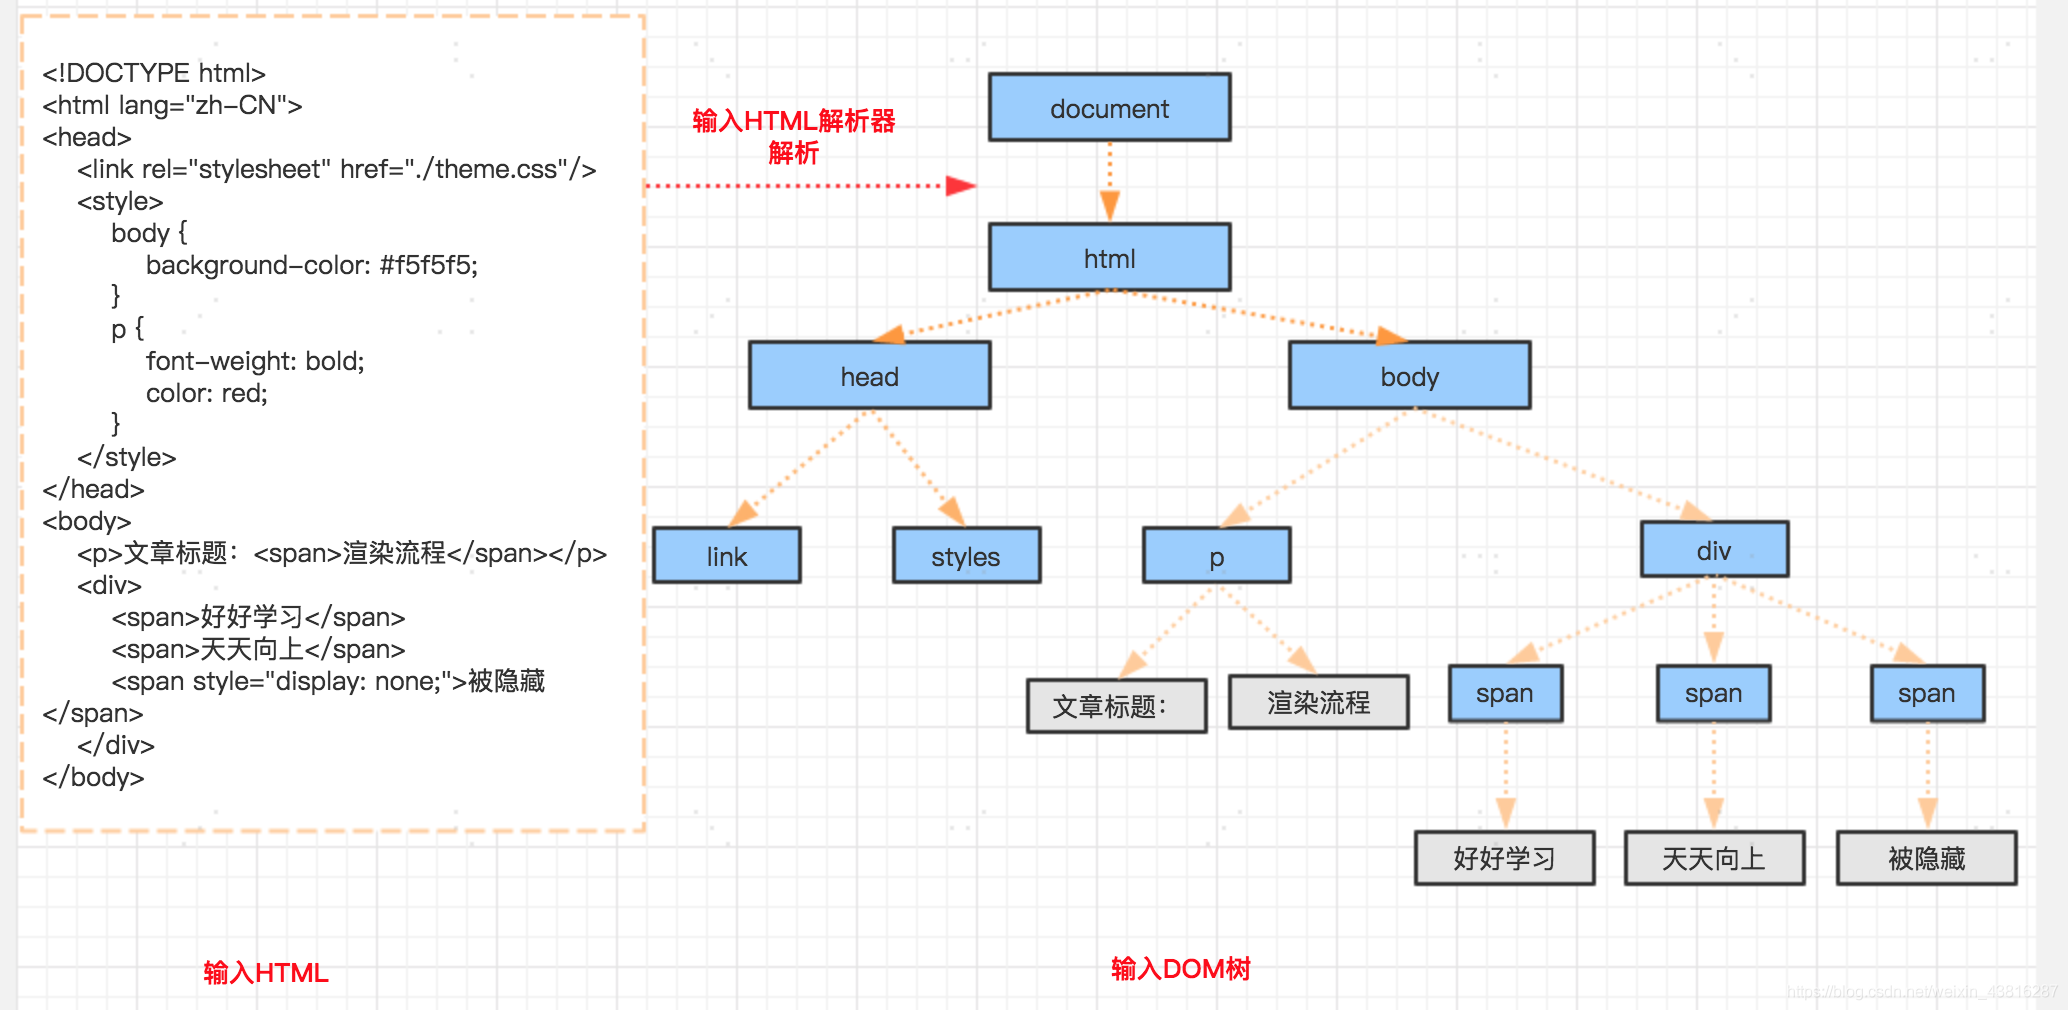 <!DOCTYPE html>
<html lang="zh-CN">
<head>
<link rel="stylesheet" href="./theme.css"/>
<style>
body {
background-color: #f5f5f5;
}
p {
font-weight: bold;
color: red;
}
</style>
</head>
<body>
<p>文章标题：<span>渲染流程</span></p>
<div>
<span>好好学习</span>
<span>天天向上</span>
<span style="display: none;">被隐藏
</span>
</div>
</body>
输入HTML
输入HTML解析器
解析
document
html
head
body
link
styles
p
div
文章标题：
渲染流程
span
span
span
好好学习
天天向上
被隐藏
输入DOM树
https://blog.csdn.net/weixin_43816287